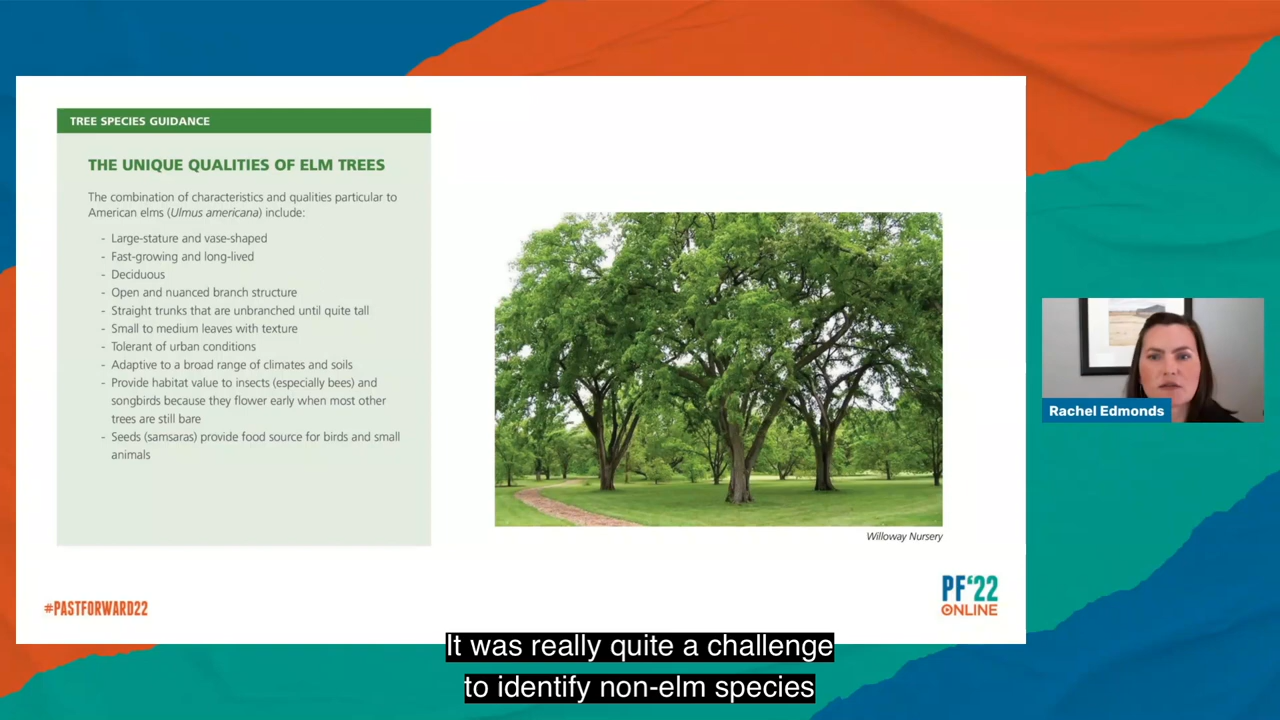 TREE SPECIES GUIDANCE
THE UNIQUE QUALITIES OF ELM TREES
The combination of characteristics and qualities particular to
American elms (Ulmus americana) include:
- Large-stature and vase-shaped
- Fast-growing and long-lived
- Deciduous
- Open and nuanced branch structure
- Straight trunks that are unbranched until quite tall
- Small to medium leaves with texture
- Tolerant of urban conditions
- Adaptive to a broad range of climates and soils
- Provide habitat value to insects (especially bees) and
songbirds because they flower early when most other
trees are still bare
- Seeds (samsaras) provide food source for birds and small
animals
Willoway Nursery
Rachel Edmonds
#PASTFORWARD22
PF'22
ONLINE
It was really quite a challenge
to identify non-elm species